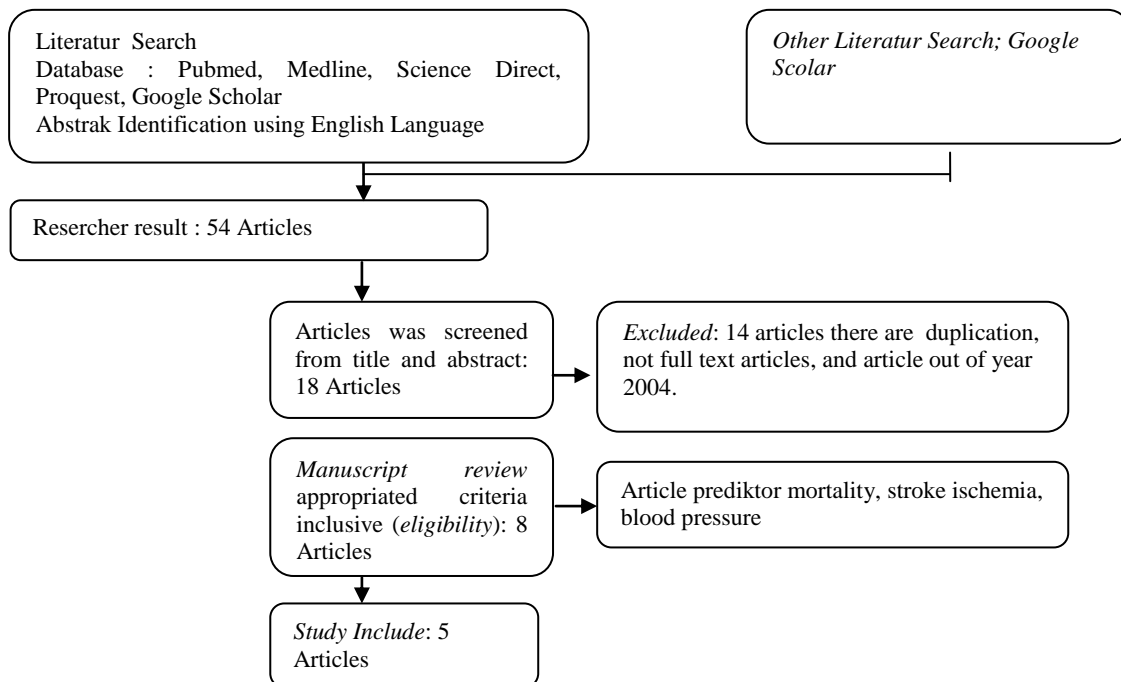 Literatur Search
Database : Pubmed, Medline, Science Direct,
Proquest, Google Scholar
Abstrak Identification using English Language
Other Literatur Search; Google
Scolar
Resercher result : 54 Articles
Articles was screened
from title and abstract:
18 Articles
Excluded: 14 articles there are duplication,
not full text articles, and article out of year
2004.
Manuscript review
appropriated criteria
inclusive (eligibility): 8
Articles
Article prediktor mortality, stroke ischemia,
blood pressure
Study Include: 5
Articles